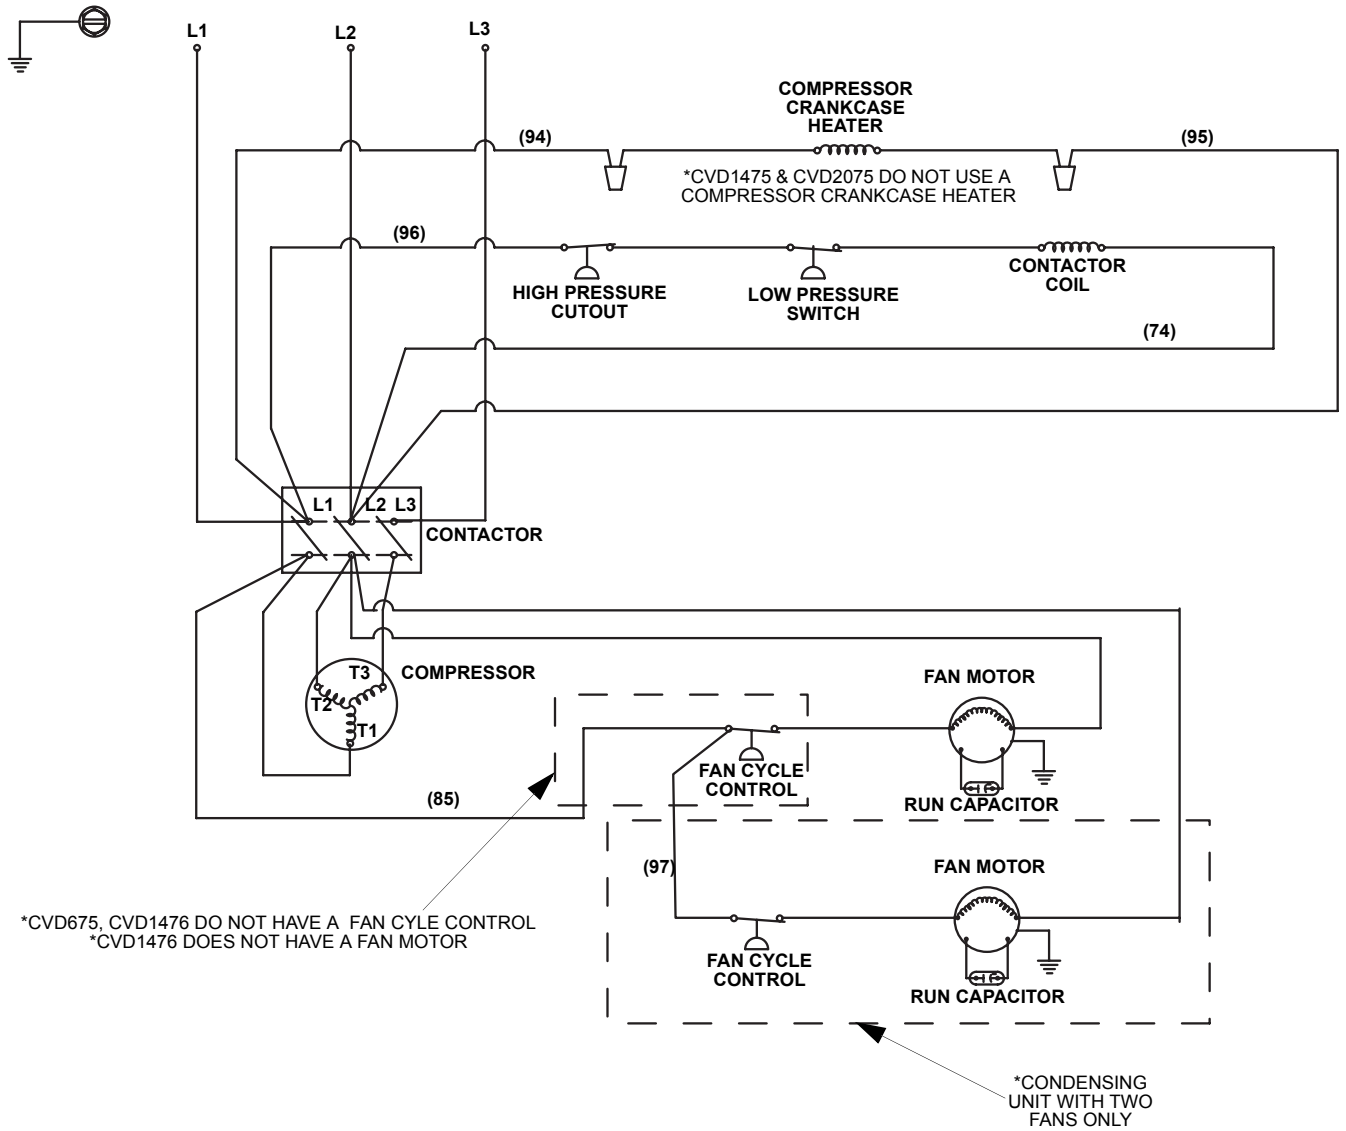 L1
L2
L3
COMPRESSOR
CRANKCASE
HEATER
(94)
(95)
*CVD1475 & CVD2075 DO NOT USE A
COMPRESSOR CRANKCASE HEATER
(96)
HIGH PRESSURE
CUTOUT
LOW PRESSURE
SWITCH
CONTACTOR
COIL
(74)
L1
L2
L3
CONTACTOR
T3
T2
T1
COMPRESSOR
FAN MOTOR
FAN CYCLE
CONTROL
RUN CAPACITOR
(85)
(97)
FAN MOTOR
*CVD675, CVD1476 DO NOT HAVE A FAN CYLE CONTROL
*CVD1476 DOES NOT HAVE A FAN MOTOR
FAN CYCLE
CONTROL
RUN CAPACITOR
*CONDENSING
UNIT WITH TWO
FANS ONLY